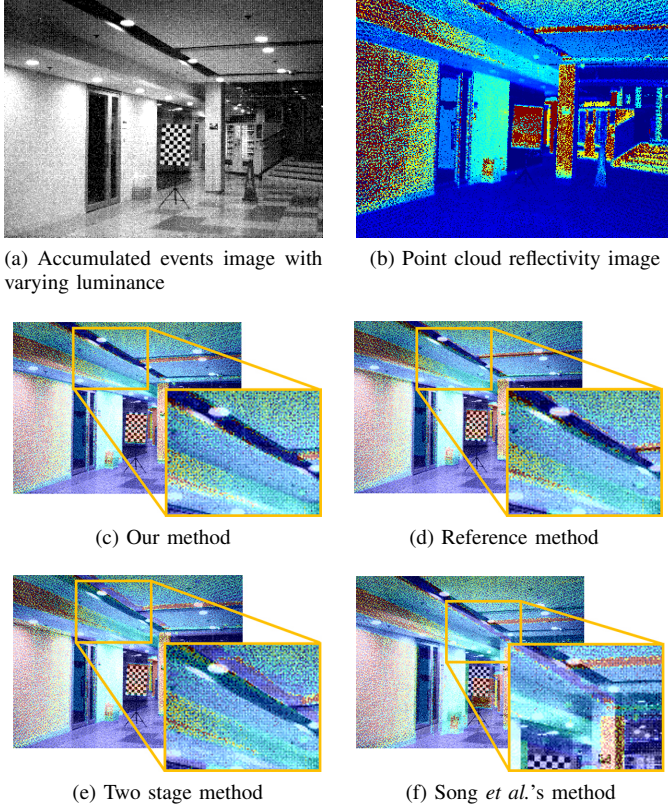 (a) Accumulated events image with
varying luminance
(b) Point cloud reflectivity image
(c) Our method
(d) Reference method
(e) Two stage method
(f) Song et al.'s method